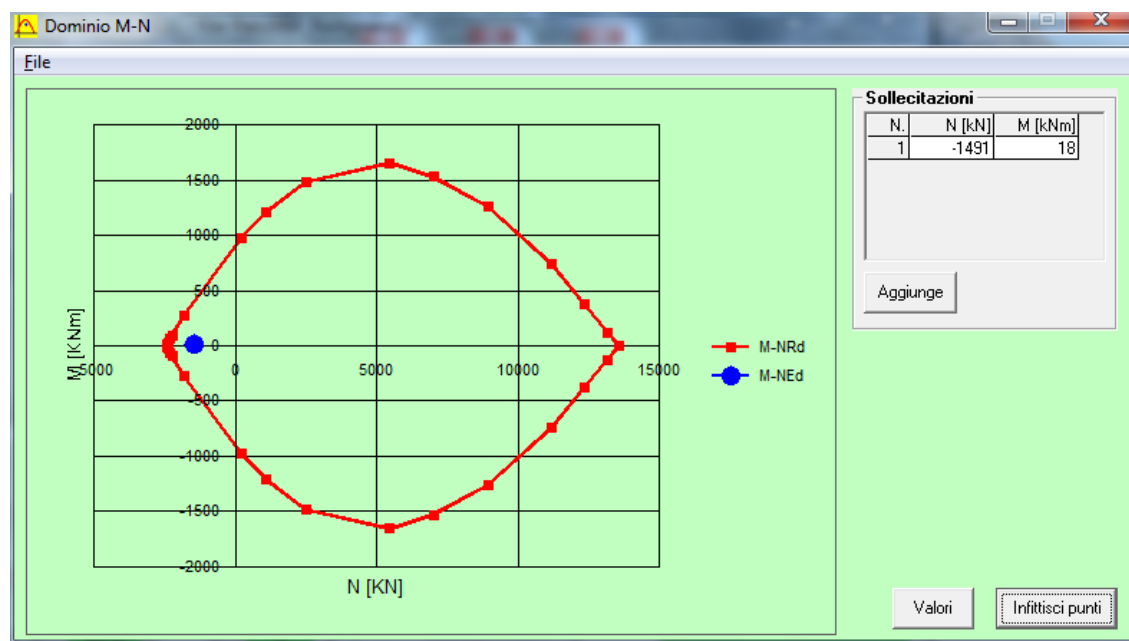 Dominio M-N
File
Sollecitazioni
N. N [kN] M [kNm]
1 -1491 18
Aggiunge
2000
1500
1000
500
0
-5000 0 5000 10000 15000
-500
-1000
-1500
-2000
M [KNm]
N [KN]
M-NRd
M-NEd
Valori Infittisci punti